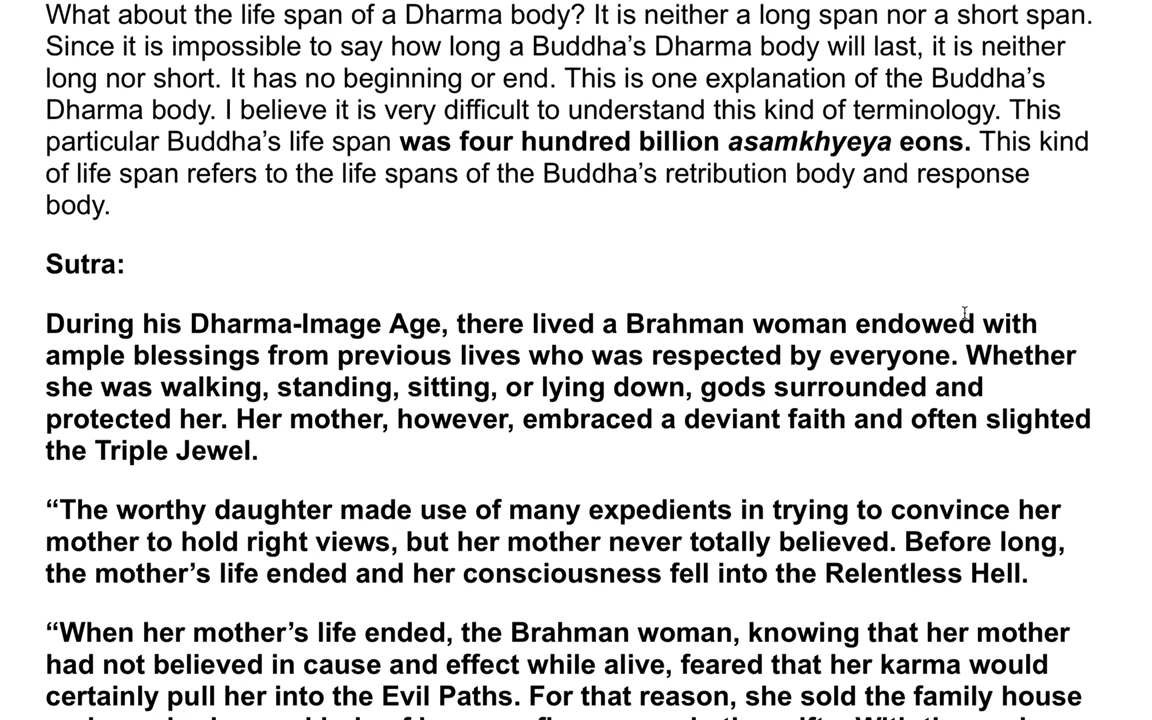 What about the life span of a Dharma body? It is neither a long span nor a short span.
Since it is impossible to say how long a Buddha’s Dharma body will last, it is neither
long nor short. It has no beginning or end. This is one explanation of the Buddha’s
Dharma body. I believe it is very difficult to understand this kind of terminology. This
particular Buddha’s life span was four hundred billion asamkhyeya eons. This kind
of life span refers to the life spans of the Buddha’s retribution body and response
body.
Sutra:
During his Dharma-Image Age, there lived a Brahman woman endowed with
ample blessings from previous lives who was respected by everyone. Whether
she was walking, standing, sitting, or lying down, gods surrounded and
protected her. Her mother, however, embraced a deviant faith and often slighted
the Triple Jewel.
“The worthy daughter made use of many expedients in trying to convince her
mother to hold right views, but her mother never totally believed. Before long,
the mother’s life ended and her consciousness fell into the Relentless Hell.
“When her mother’s life ended, the Brahman woman, knowing that her mother
had not believed in cause and effect while alive, feared that her karma would
certainly pull her into the Evil Paths. For that reason, she sold the family house